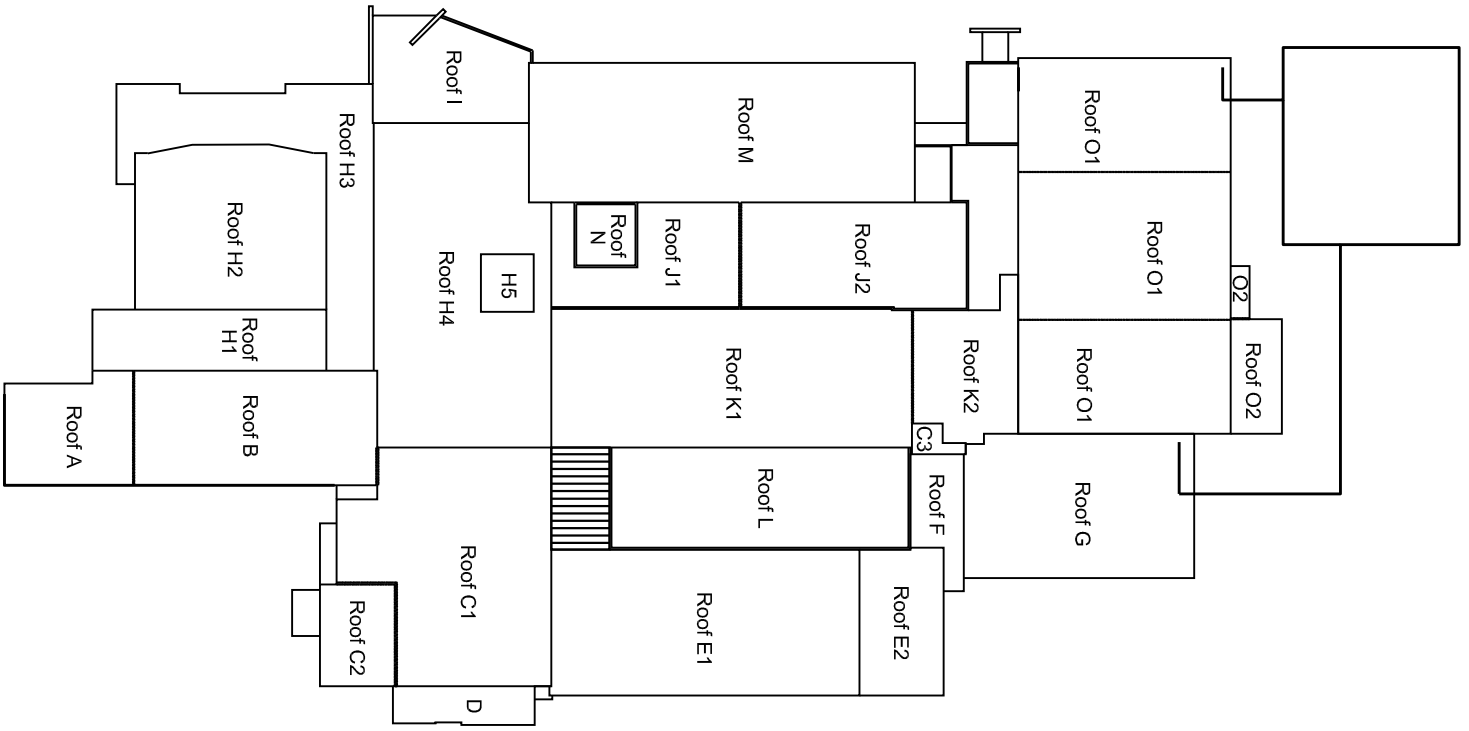 Roof I
Roof H3
Roof M
Roof O1
Roof H2
Roof
N
Roof J1
Roof J2
Roof O1
O2
H5
Roof H4
Roof
H1
Roof K1
Roof K2
Roof O1
Roof O2
Roof A
Roof B
C3
Roof L
Roof F
Roof G
Roof C1
Roof C2
Roof E1
Roof E2
D